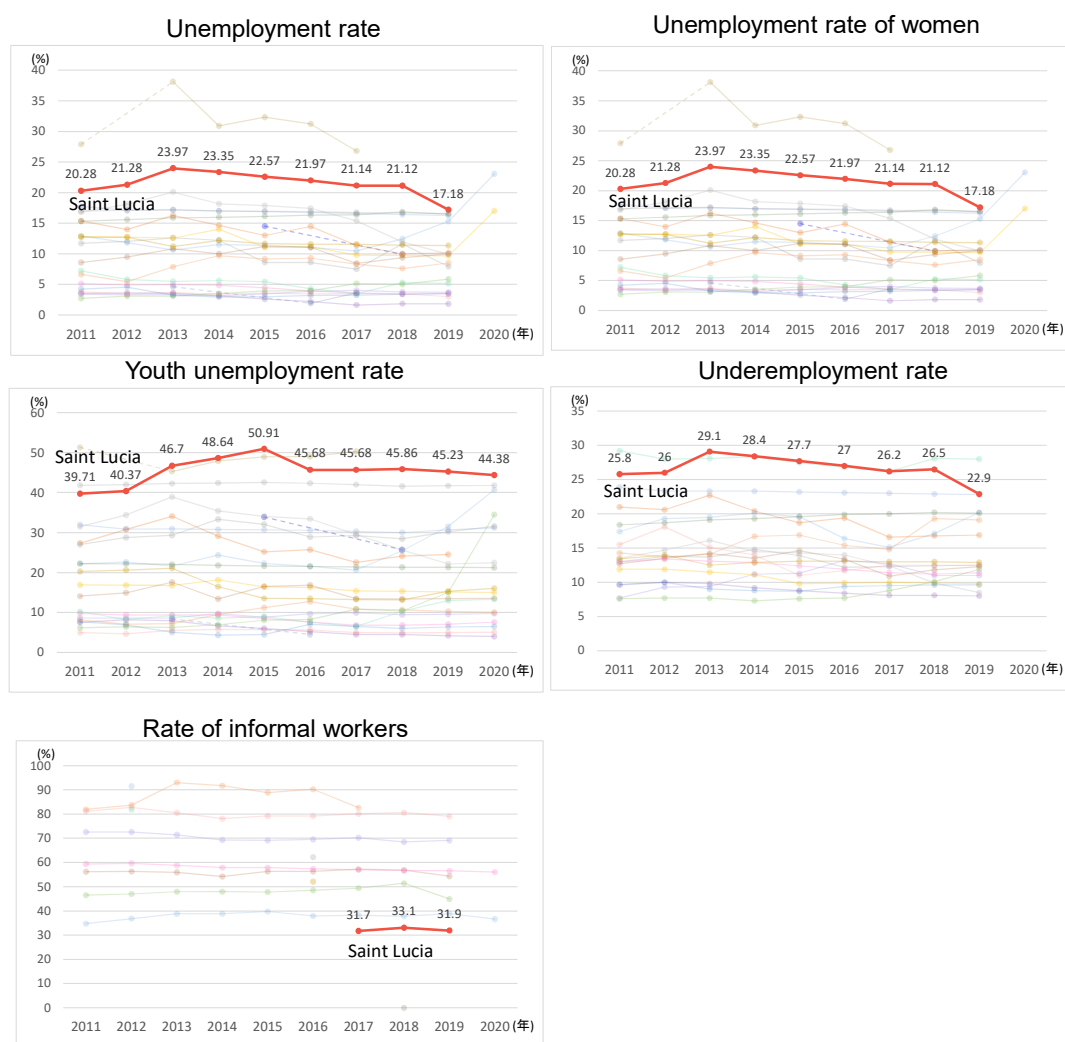 Unemployment rate
(%)
40
35
30
25
20
15
10
5
0
20.28 21.28 23.97 23.35 22.57 21.97 21.14 21.12 17.18
Saint Lucia
2011 2012 2013 2014 2015 2016 2017 2018 2019 2020 (年)
Unemployment rate of women
(%)
40
35
30
25
20
15
10
5
0
20.28 21.28 23.97 23.35 22.57 21.97 21.14 21.12 17.18
Saint Lucia
2011 2012 2013 2014 2015 2016 2017 2018 2019 2020 (年)
Youth unemployment rate
(%)
60
50
40
30
20
10
0
Saint Lucia
39.71 40.37 46.7 48.64 50.91 45.68 45.68 45.86 45.23 44.38
2011 2012 2013 2014 2015 2016 2017 2018 2019 2020 (年)
Underemployment rate
(%)
35
30
25
20
15
10
5
0
25.8 26 29.1 28.4 27.7 27 26.2 26.5 22.9
Saint Lucia
2011 2012 2013 2014 2015 2016 2017 2018 2019 2020 (年)
Rate of informal workers
(%)
100
90
80
70
60
50
40
30
20
10
0
31.7 33.1 31.9
Saint Lucia
2011 2012 2013 2014 2015 2016 2017 2018 2019 2020 (年)